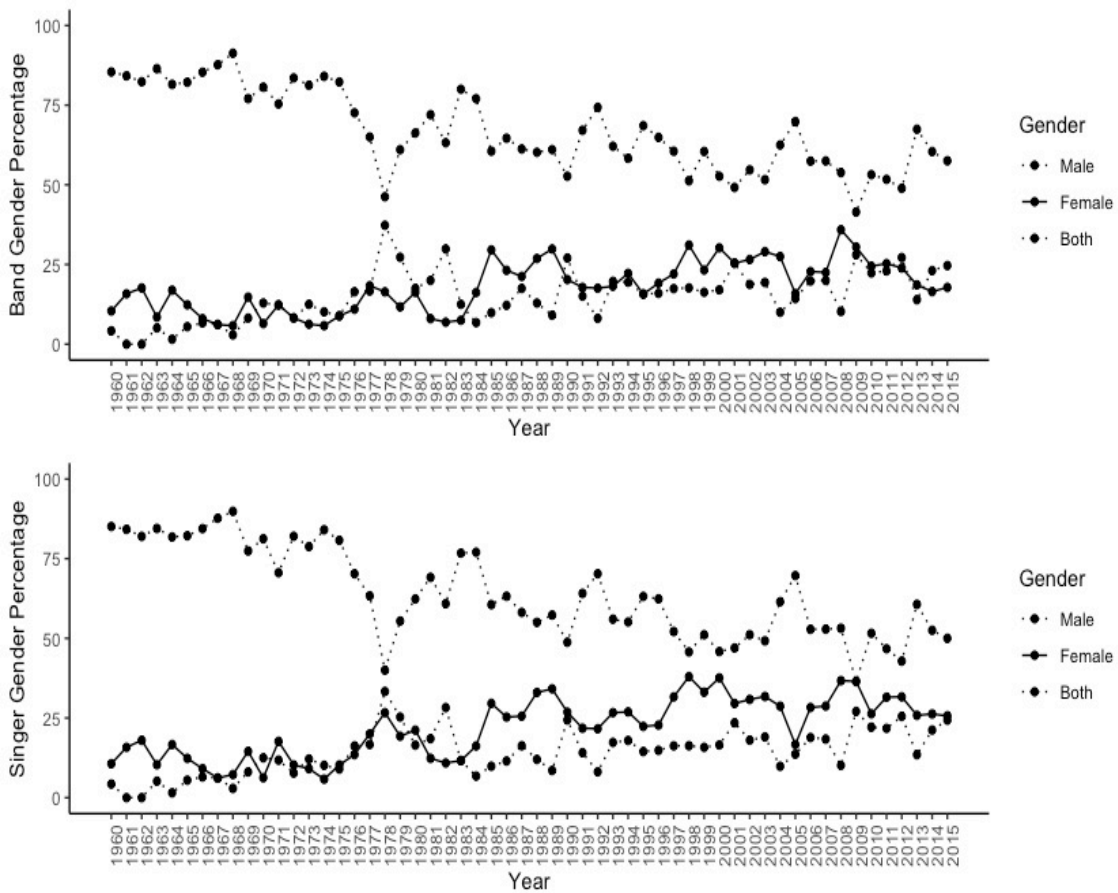 Band Gender Percentage
100
75
50
25
0
1960 1961 1962 1963 1964 1965 1966 1967 1968 1969 1970 1971 1972 1973 1974 1975 1976 1977 1978 1979 1980 1981 1982 1983 1984 1985 1986 1987 1988 1989 1990 1991 1992 1993 1994 1995 1996 1997 1998 1999 2000 2001 2002 2003 2004 2005 2006 2007 2008 2009 2010 2011 2012 2013 2014 2015
Year
Gender
Male
Female
Both
Singer Gender Percentage
100
75
50
25
0
1960 1961 1962 1963 1964 1965 1966 1967 1968 1969 1970 1971 1972 1973 1974 1975 1976 1977 1978 1979 1980 1981 1982 1983 1984 1985 1986 1987 1988 1989 1990 1991 1992 1993 1994 1995 1996 1997 1998 1999 2000 2001 2002 2003 2004 2005 2006 2007 2008 2009 2010 2011 2012 2013 2014 2015
Year
Gender
Male
Female
Both